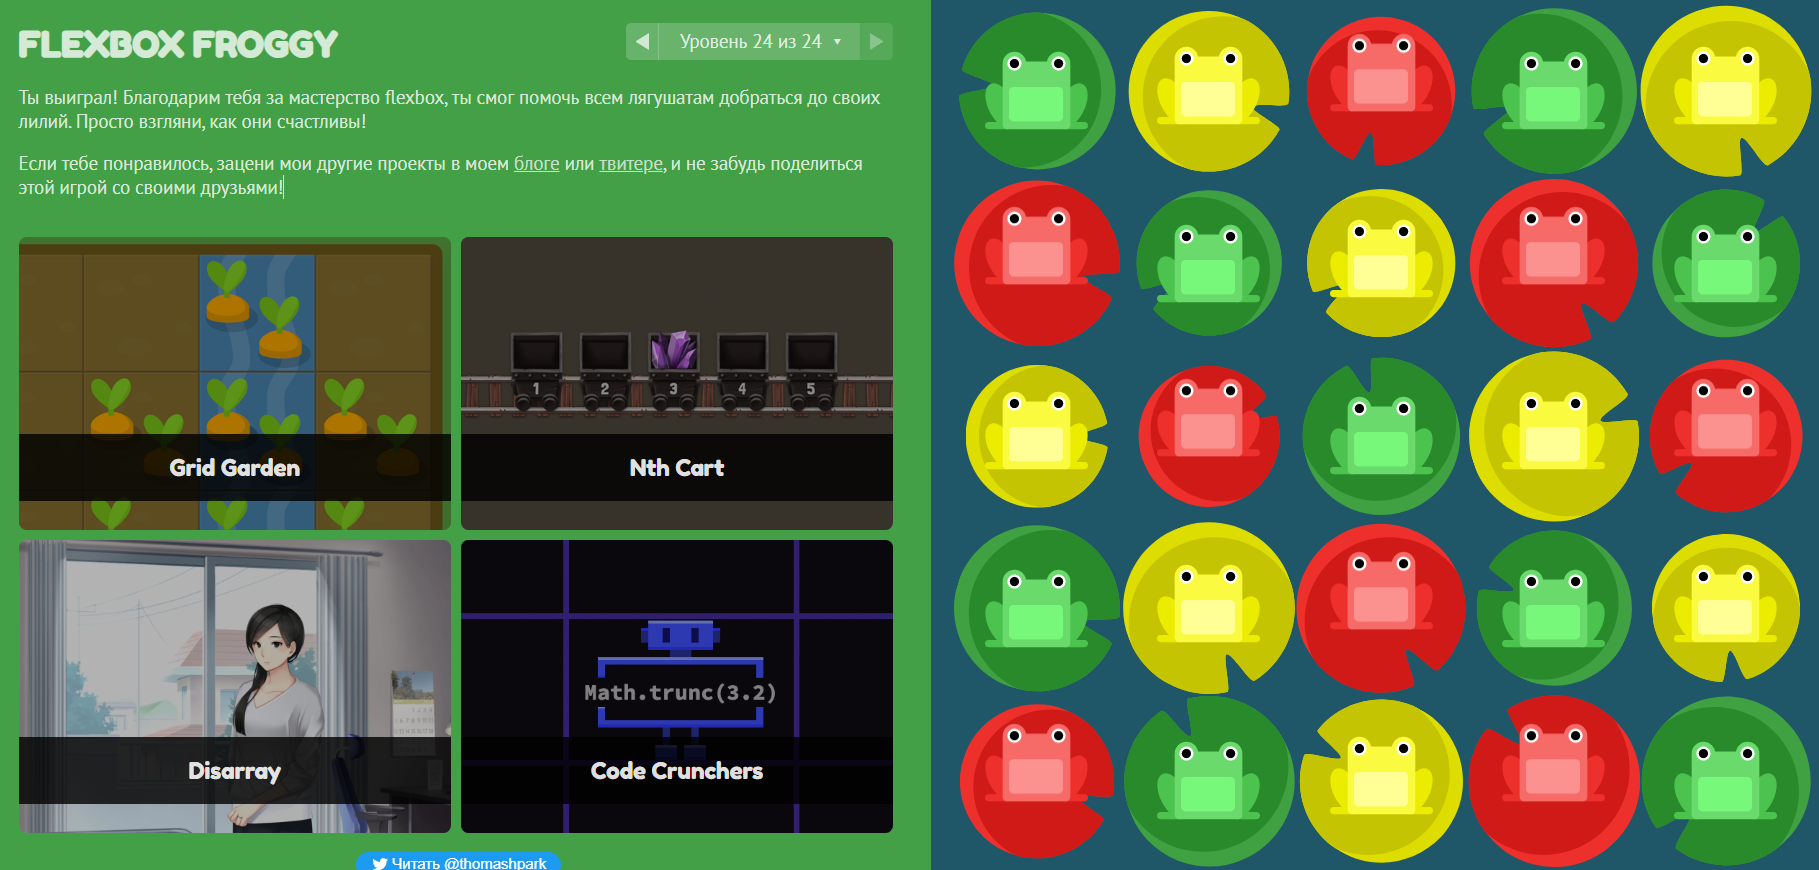 FLEXBOX FROGGY
Уровень 24 из 24
Ты выиграл! Благодарим тебя за мастерство flexbox, ты смог помочь всем лягушатам добраться до своих
лилий. Просто взгляни, как они счастливы!
Если тебе понравилось, зацени мои другие проекты в моем блоге или твитере, и не забудь поделиться
этой игрой со своими друзьями!
1 2 3 4 5
Grid Garden
Nth Cart
Math.trunc(3.2)
Disarray
Code Crunchers
Читать @thomashpark